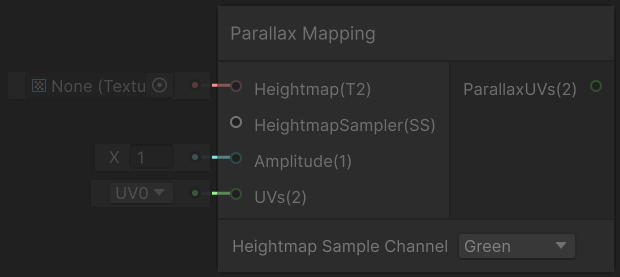 Parallax Mapping
None (Textu
Heightmap(T2)
ParallaxUVs(2)
HeightmapSampler(SS)
X 1
Amplitude(1)
UV0
UVs(2)
Heightmap Sample Channel
Green